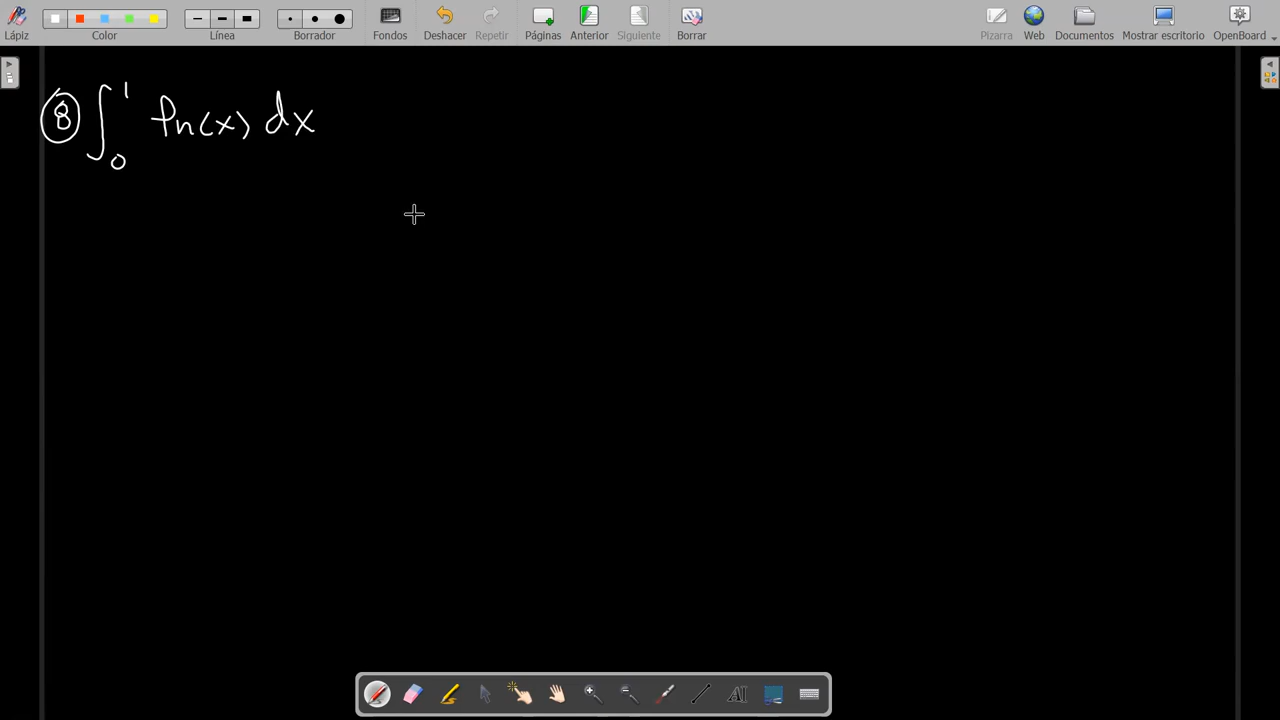 Lápiz Color Línea Borrador Fondos Deshacer Repetir Páginas Anterior Siguiente Borrar Pizarra Web Documentos Mostrar escritorio OpenBoard
⑧ ∫₀¹ ln(x) dx
AI